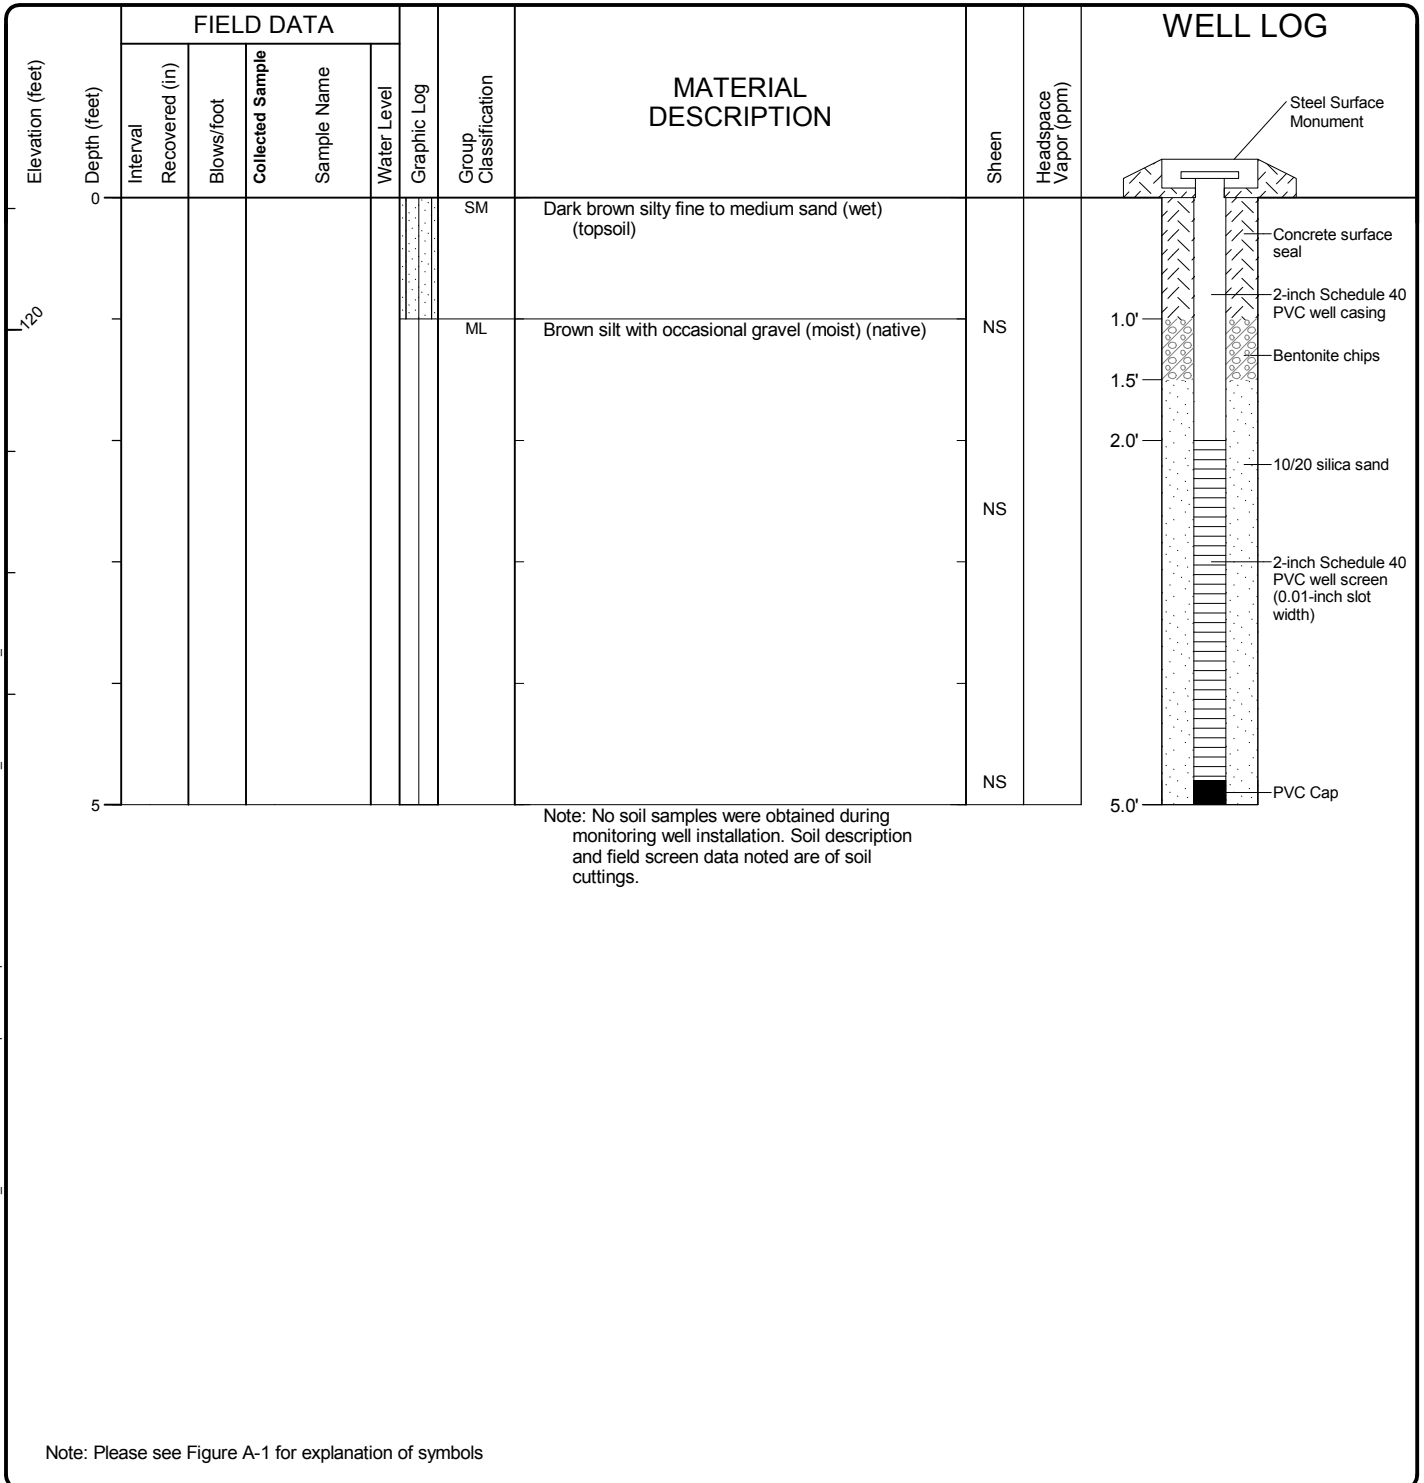 FIELD DATA
WELL LOG
Elevation (feet)
Depth (feet)
Interval
Recovered (in)
Blows/foot
Collected Sample
Sample Name
Water Level
Graphic Log
Group
Classification
MATERIAL
DESCRIPTION
Sheen
Headspace
Vapor (ppm)
Steel Surface
Monument
0
SM
Dark brown silty fine to medium sand (wet)
(topsoil)
Concrete surface
seal
120
2-inch Schedule 40
PVC well casing
ML
Brown silt with occasional gravel (moist) (native)
NS
1.0'
Bentonite chips
1.5'
2.0'
10/20 silica sand
NS
2-inch Schedule 40
PVC well screen
(0.01-inch slot
width)
NS
PVC Cap
5
5.0'
Note: No soil samples were obtained during
monitoring well installation. Soil description
and field screen data noted are of soil
cuttings.
Note: Please see Figure A-1 for explanation of symbols